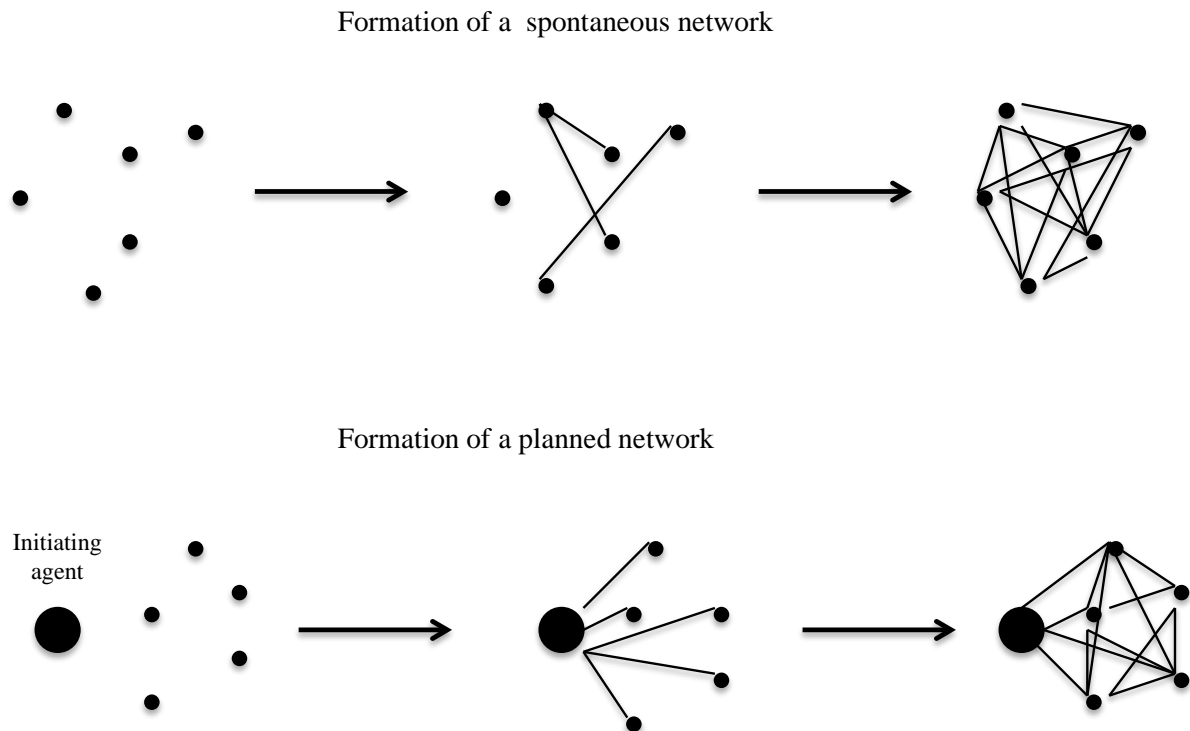 Formation of a  spontaneous network
Formation of a planned network
Initiating
agent